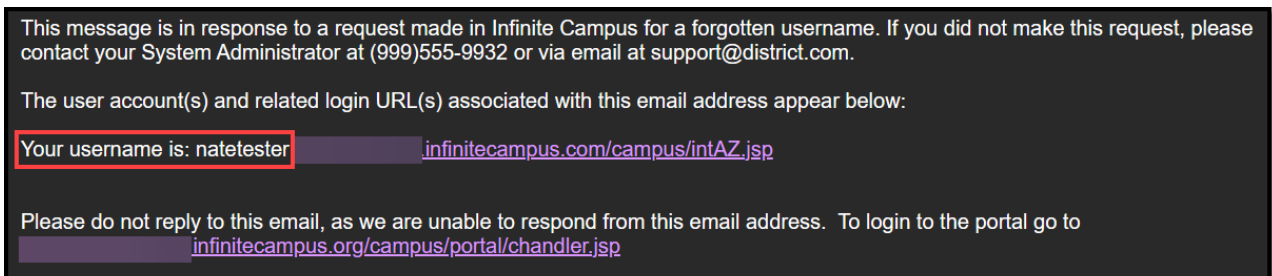 This message is in response to a request made in Infinite Campus for a forgotten username. If you did not make this request, please
contact your System Administrator at (999)555-9932 or via email at support@district.com.
The user account(s) and related login URL(s) associated with this email address appear below:
Your username is: natetester .infinitecampus.com/campus/intAZ.jsp
Please do not reply to this email, as we are unable to respond from this email address.  To login to the portal go to
infinitecampus.org/campus/portal/chandler.jsp